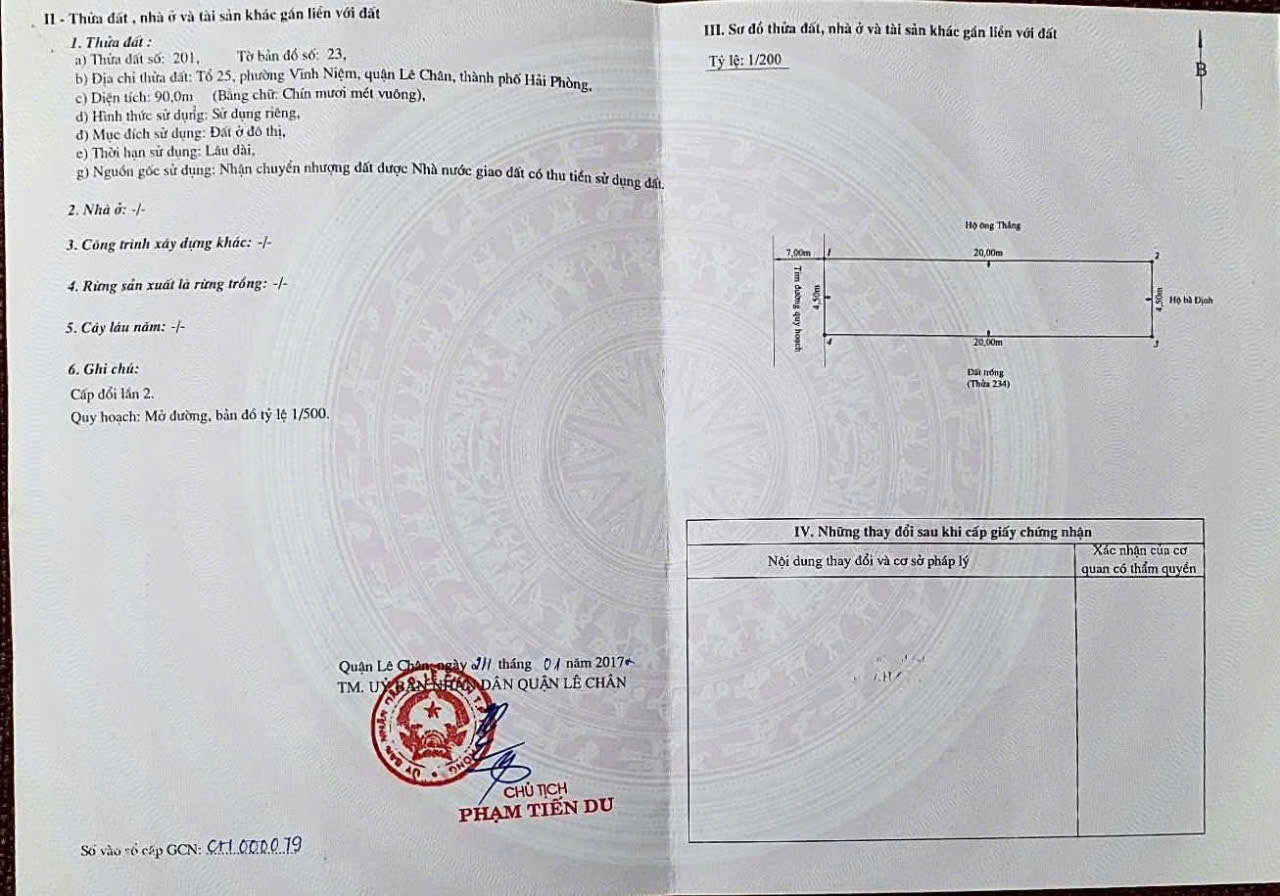 II - Thửa đất , nhà ở và tài sản khác gắn liền với đất
1. Thửa đất :
a) Thửa đất số: 201, Tờ bản đồ số: 23,
b) Địa chỉ thửa đất: Tổ 25, phường Vĩnh Niệm, quận Lê Chân, thành phố Hải Phòng,
c) Diện tích: 90,0m (Bằng chữ: Chín mươi mét vuông),
d) Hình thức sử dụng: Sử dụng riêng,
đ) Mục đích sử dụng: Đất ở đô thị,
e) Thời hạn sử dụng: Lâu dài,
g) Nguồn gốc sử dụng: Nhận chuyển nhượng đất được Nhà nước giao đất có thu tiền sử dụng đất.
2. Nhà ở: -/-
3. Công trình xây dựng khác: -/-
4. Rừng sản xuất là rừng trồng: -/-
5. Cây lâu năm: -/-
6. Ghi chú:
Cấp đổi lần 2.
Quy hoạch: Mở đường, bản đồ tỷ lệ 1/500.
Quận Lê Chân, ngày tháng 01 năm 2017
TM. UỶ BAN NHÂN DÂN QUẬN LÊ CHÂN
CHỦ TỊCH
PHẠM TIẾN DU
Số vào sổ cấp GCN: CH.000079
III. Sơ đồ thửa đất, nhà ở và tài sản khác gắn liền với đất
Tỷ lệ: 1/200
B
Hộ ông Thắng
7,00m 1 20,00m 2
Tim đường quy hoạch
4,50m
4,50m
Hộ bà Định
4 20,00m 3
Đất trống
(Thửa 234)
IV. Những thay đổi sau khi cấp giấy chứng nhận
Nội dung thay đổi và cơ sở pháp lý
Xác nhận của cơ
quan có thẩm quyền